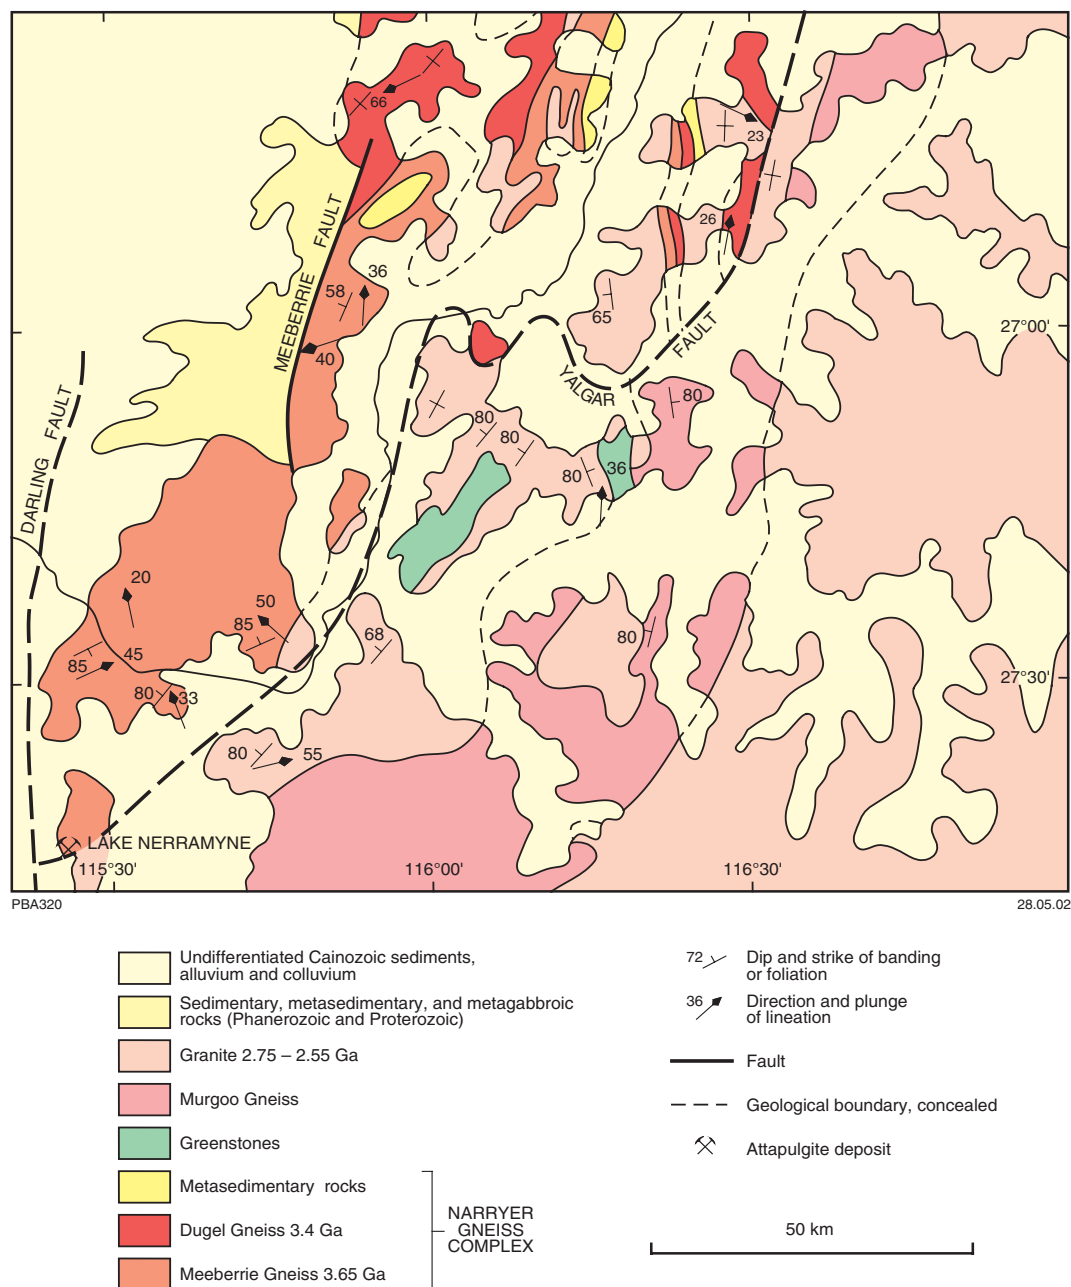 66
23
26
MEEBERRIE FAULT
36
58
40
65
27°00'
YALGAR FAULT
DARLING FAULT
80
80
80
80
36
20
50
85
45
85
80
33
68
80
27°30'
80
55
LAKE NERRAMYNE
115°30'
116°00'
116°30'
PBA320
28.05.02
Undifferentiated Cainozoic sediments,
alluvium and colluvium
Sedimentary, metasedimentary, and metagabbroic
rocks (Phanerozoic and Proterozoic)
Granite 2.75 – 2.55 Ga
Murgoo Gneiss
Greenstones
Metasedimentary rocks
Dugel Gneiss 3.4 Ga
Meeberrie Gneiss 3.65 Ga
NARRYER
GNEISS
COMPLEX
72
Dip and strike of banding
or foliation
36
Direction and plunge
of lineation
Fault
Geological boundary, concealed
Attapulgite deposit
50 km